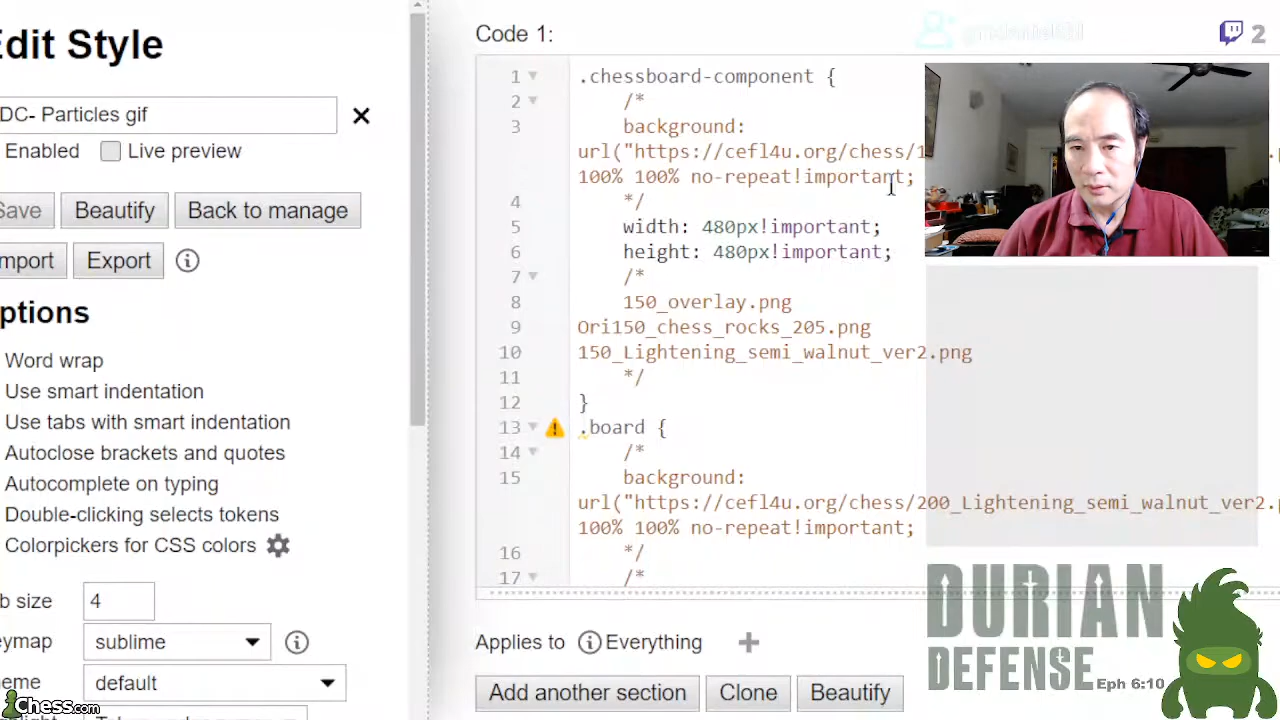 Edit Style
Code 1:
2
DC- Particles gif
Enabled
Live preview
Save
Beautify
Back to manage
Import
Export
Options
Word wrap
Use smart indentation
Use tabs with smart indentation
Autoclose brackets and quotes
Autocomplete on typing
Double-clicking selects tokens
Colorpickers for CSS colors
Tab size
4
Keymap
sublime
Theme
default
1 .chessboard-component {
2 /*
3 background:
url("https://cefl4u.org/chess/1
100% 100% no-repeat!important;
4 */
5 width: 480px!important;
6 height: 480px!important;
7 /*
8 150_overlay.png
9 Ori150_chess_rocks_205.png
10 150_Lightening_semi_walnut_ver2.png
11 */
12 }
13 .board {
14 /*
15 background:
url("https://cefl4u.org/chess/200_Lightening_semi_walnut_ver2.p
100% 100% no-repeat!important;
16 */
17 /*
Applies to
Everything
Add another section
Clone
Beautify
DURIAN
DEFENSE
Eph 6:10
iChess.com